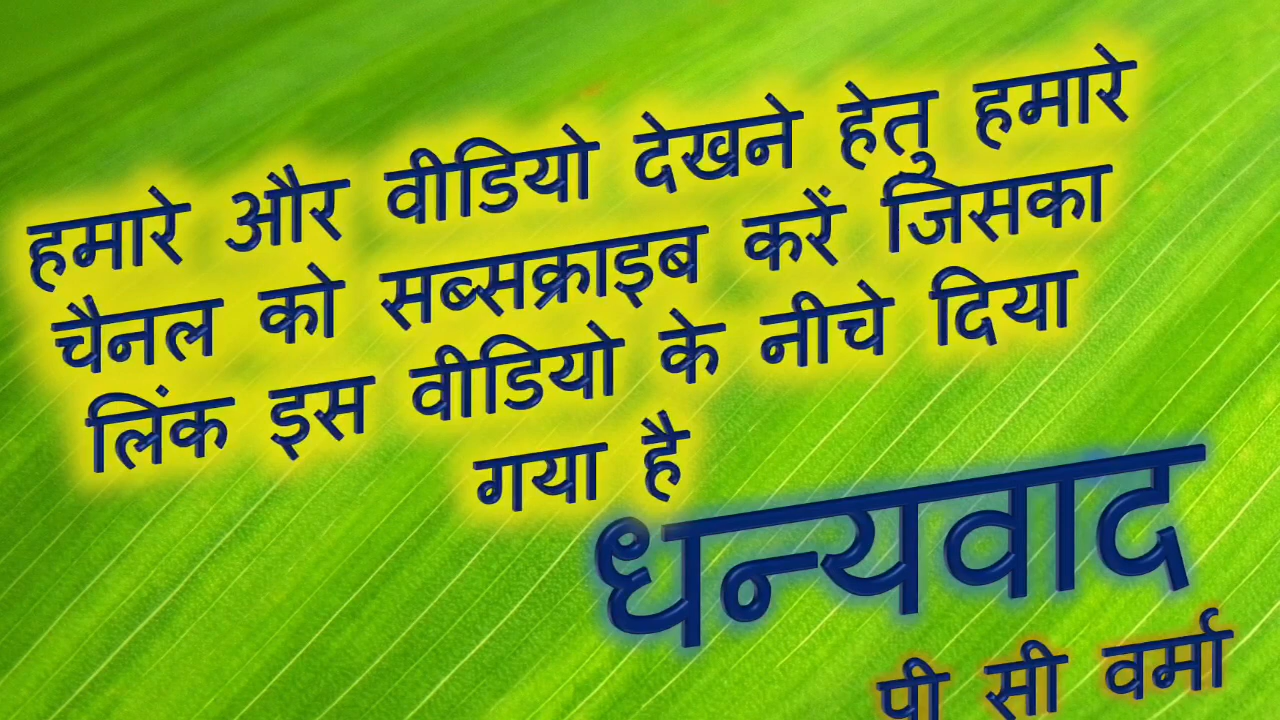 हमारे और वीडियो देखने हेतु हमारे
चैनल को सब्सक्राइब करें जिसका
लिंक इस वीडियो के नीचे दिया
गया है
धन्यवाद
पी सी वर्मा